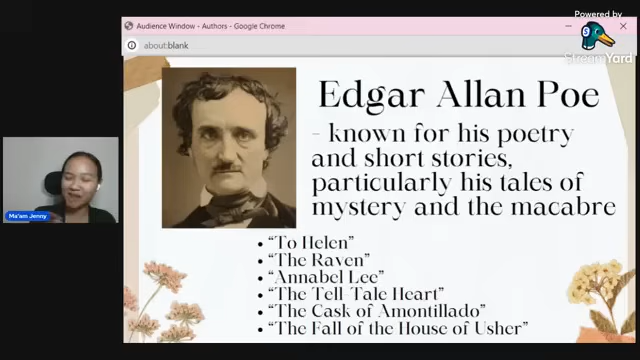 Powered by
StreamYard
Audience Window - Authors - Google Chrome
about:blank
Edgar Allan Poe
- known for his poetry
and short stories,
particularly his tales of
mystery and the macabre
• "To Helen"
• "The Raven"
• "Annabel Lee"
• "The Tell-Tale Heart"
• "The Cask of Amontillado"
• "The Fall of the House of Usher"
Ma'am Jenny